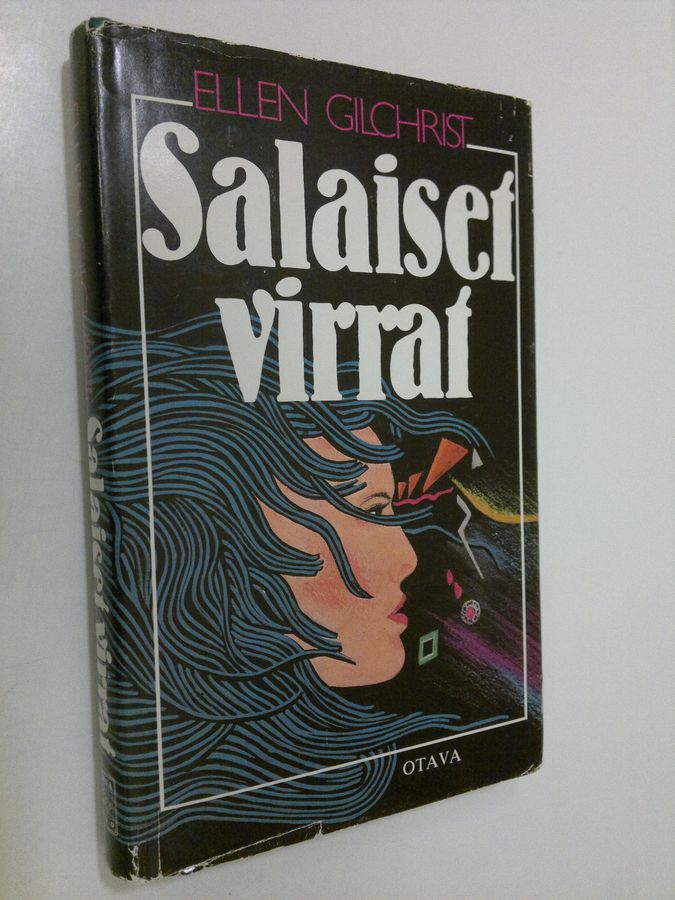 ELLEN GILCHRIST
Salaiset
virrat
OTAVA
Salaiset virrat